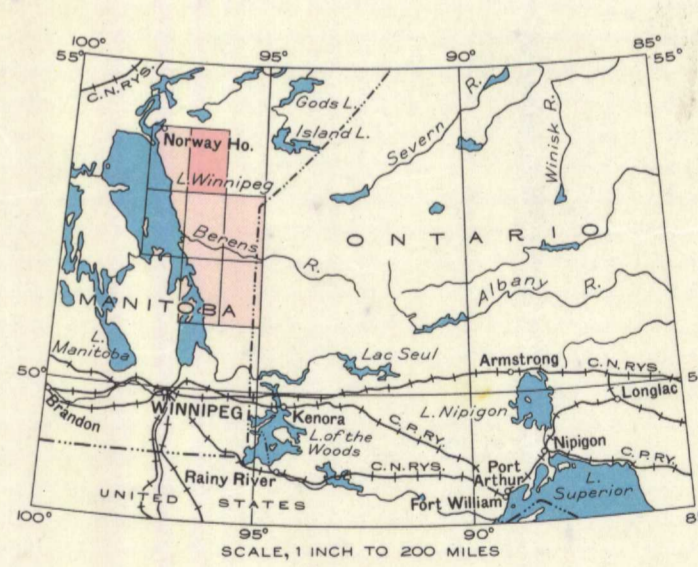 100° 95° 90° 85°
55° 55°
C.N.RYS.
Gods L.
Island L.
Severn R.
Winisk R.
Norway Ho.
L. Winnipeg
Berens R.
ONTARIO
Albany R.
MANITOBA
L.
Manitoba
Lac Seul
Armstrong
C.N.RYS.
50°
Longlac
Brandon
WINNIPEG
Kenora
C.P.RY.
L. Nipigon
L. of the
Woods
Nipigon
C.P.RY.
Rainy River
C.N.RYS.
Port
Arthur
L.
Superior
Fort William
UNITED STATES
100° 95° 90°
SCALE, 1 INCH TO 200 MILES